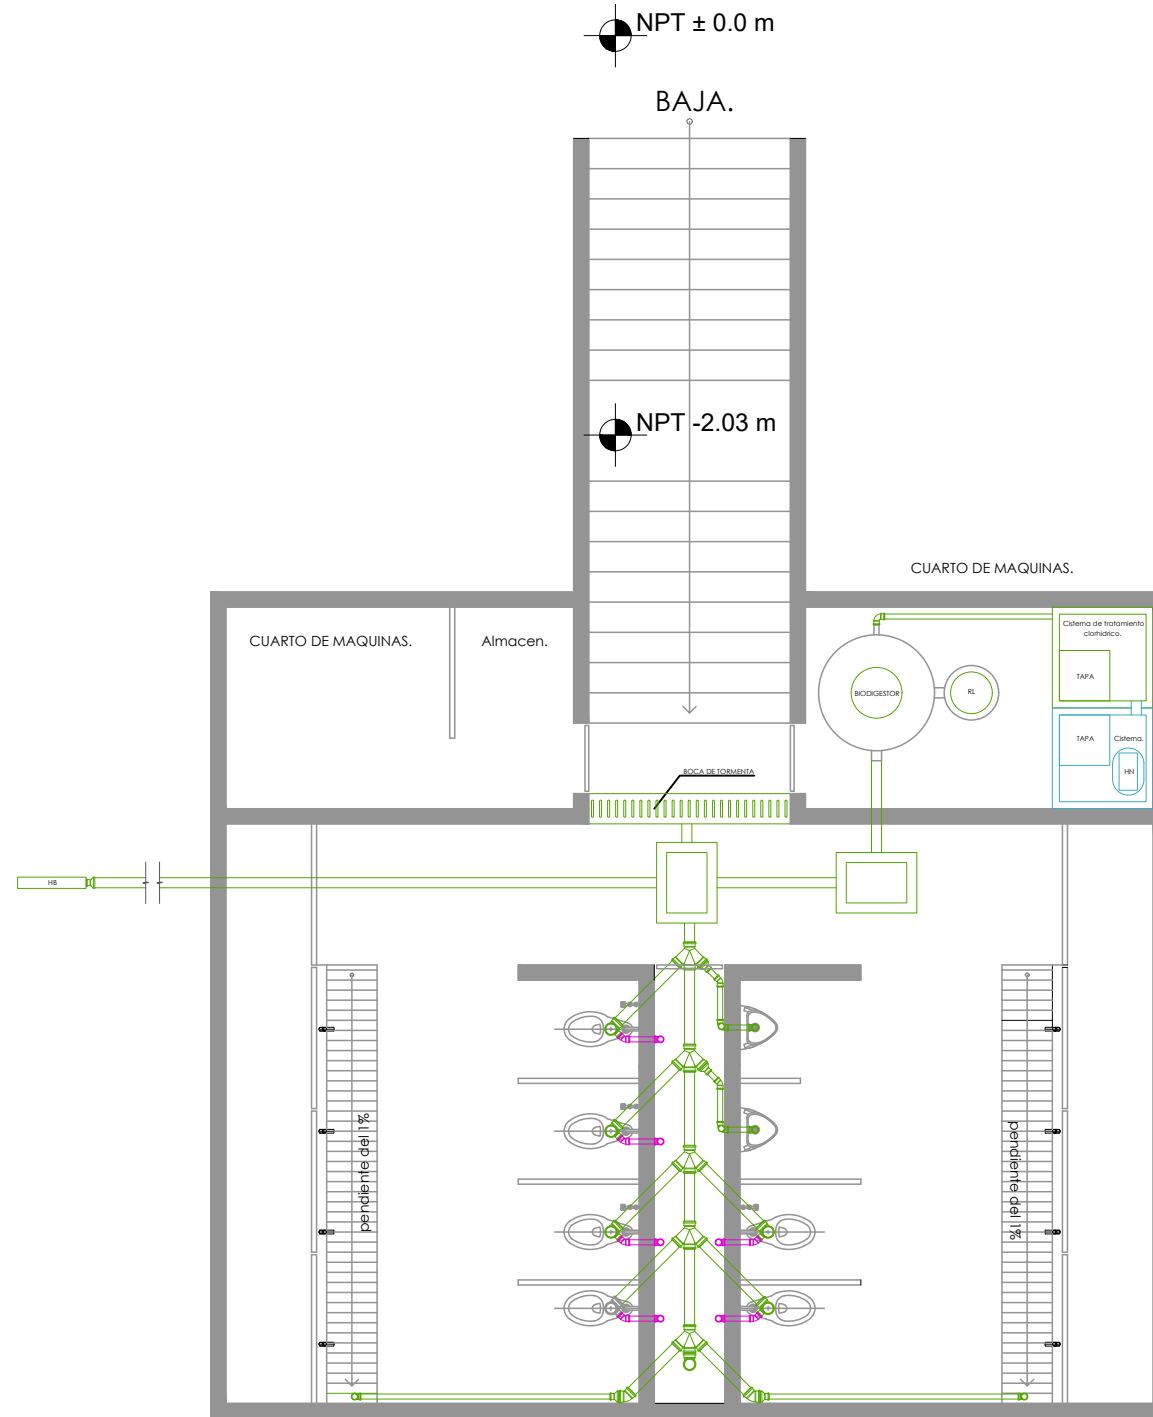 NPT ± 0.0 m
BAJA.
NPT -2.03 m
CUARTO DE MAQUINAS.
CUARTO DE MAQUINAS.
Almacen.
Cisterna de tratamiento
clorhidrico.
TAPA
BIODIGESTOR
RL
TAPA
Cisterna.
HN
BOCA DE TORMENTA
HB
pendiente del 1%
pendiente del 1%